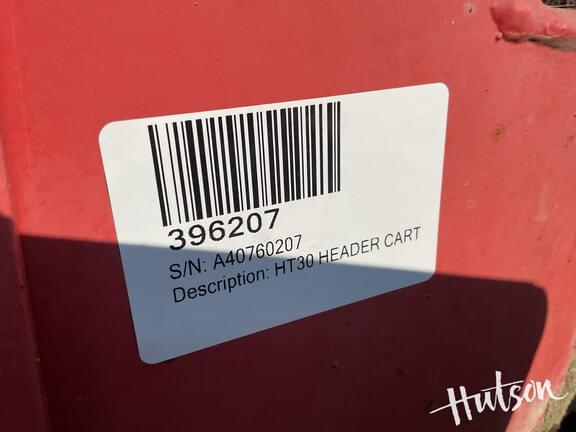 396207
S/N: A40760207
Description: HT30 HEADER CART
Hutson